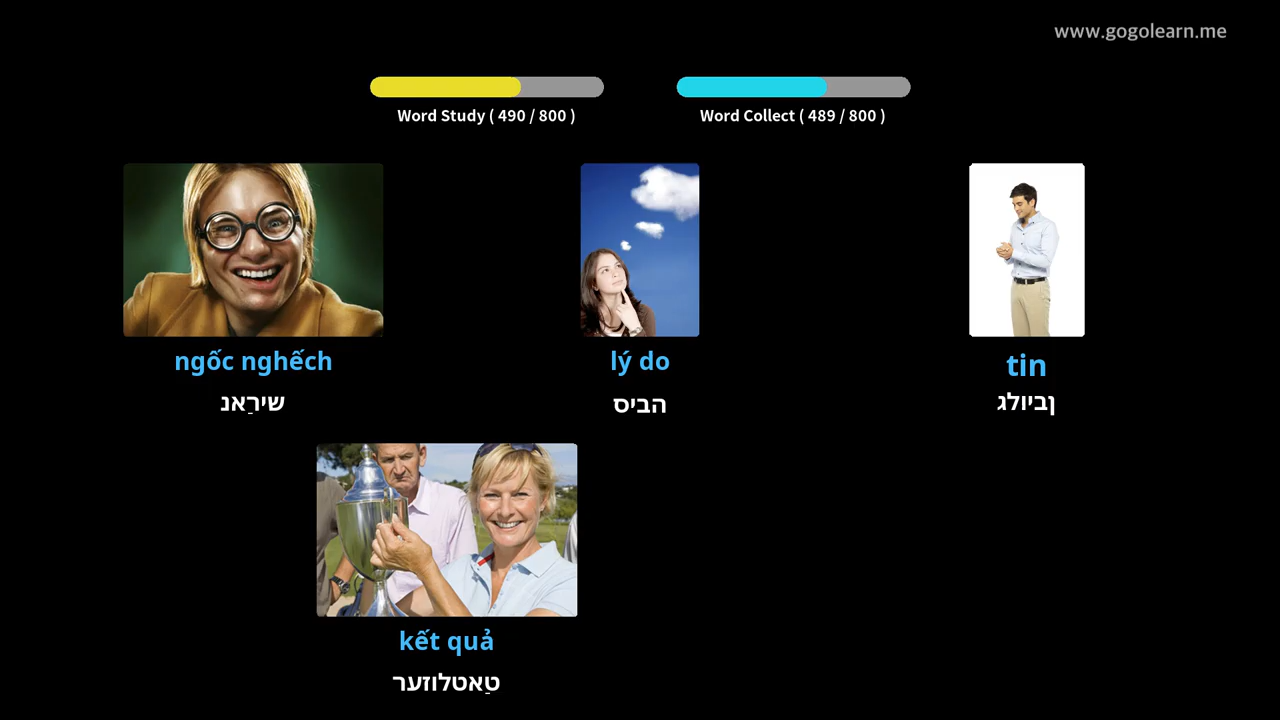 www.gogolearn.me
Word Study ( 490 / 800 )
Word Collect ( 489 / 800 )
ngốc nghếch
שירַאנ
lý do
הביס
tin
ןביולג
kết quả
טַאטלוזער